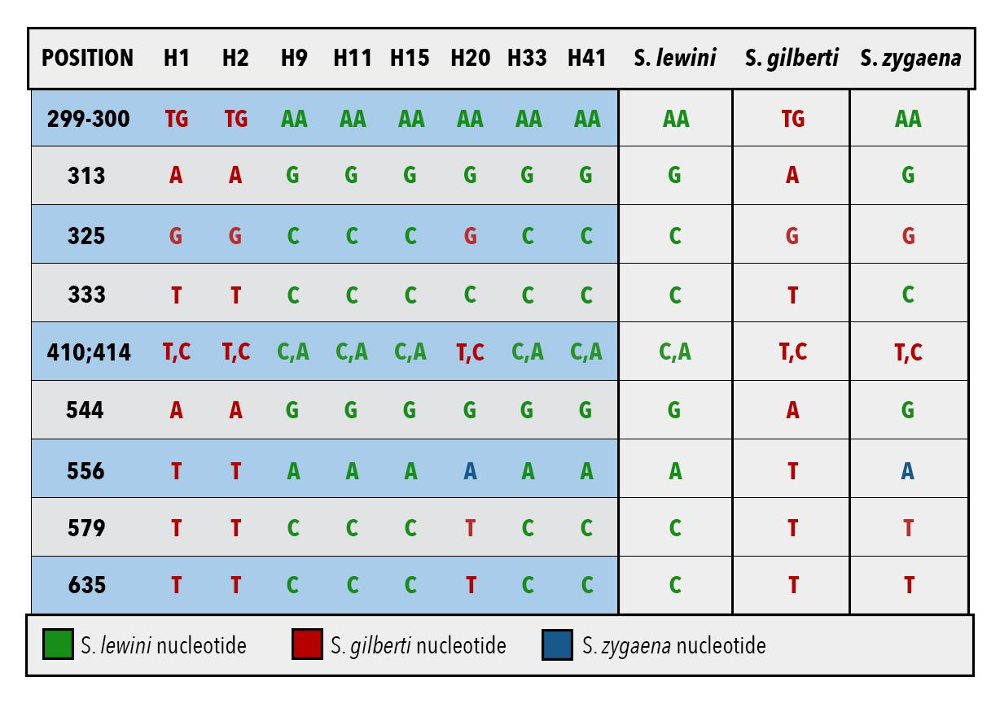 POSITION H1 H2 H9 H11 H15 H20 H33 H41 S. lewini S. gilberti S. zygaena
299-300 TG TG AA AA AA AA AA AA AA TG AA
313 A A G G G G G G G A G
325 G G C C C G C C C G G
333 T T C C C C C C C T C
410;414 T,C T,C C,A C,A C,A T,C C,A C,A C,A T,C T,C
544 A A G G G G G G G A G
556 T T A A A A A A A T A
579 T T C C C T C C C T T
635 T T C C C T C C C T T
S. lewini nucleotide S. gilberti nucleotide S. zygaena nucleotide